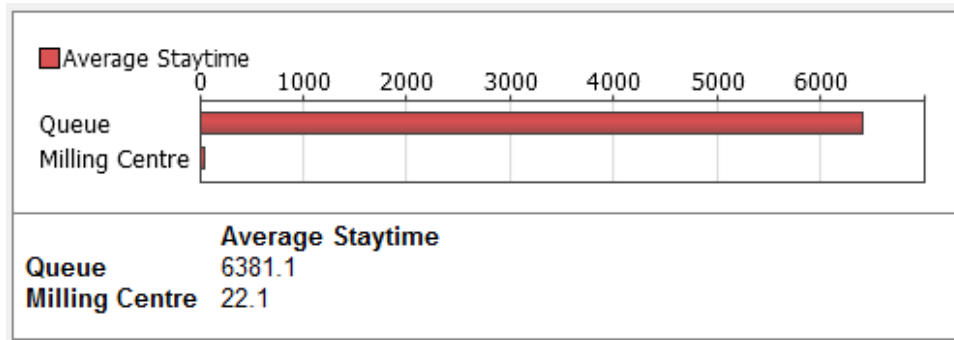 Average Staytime
0 1000 2000 3000 4000 5000 6000
Queue
Milling Centre
Average Staytime
Queue 6381.1
Milling Centre 22.1